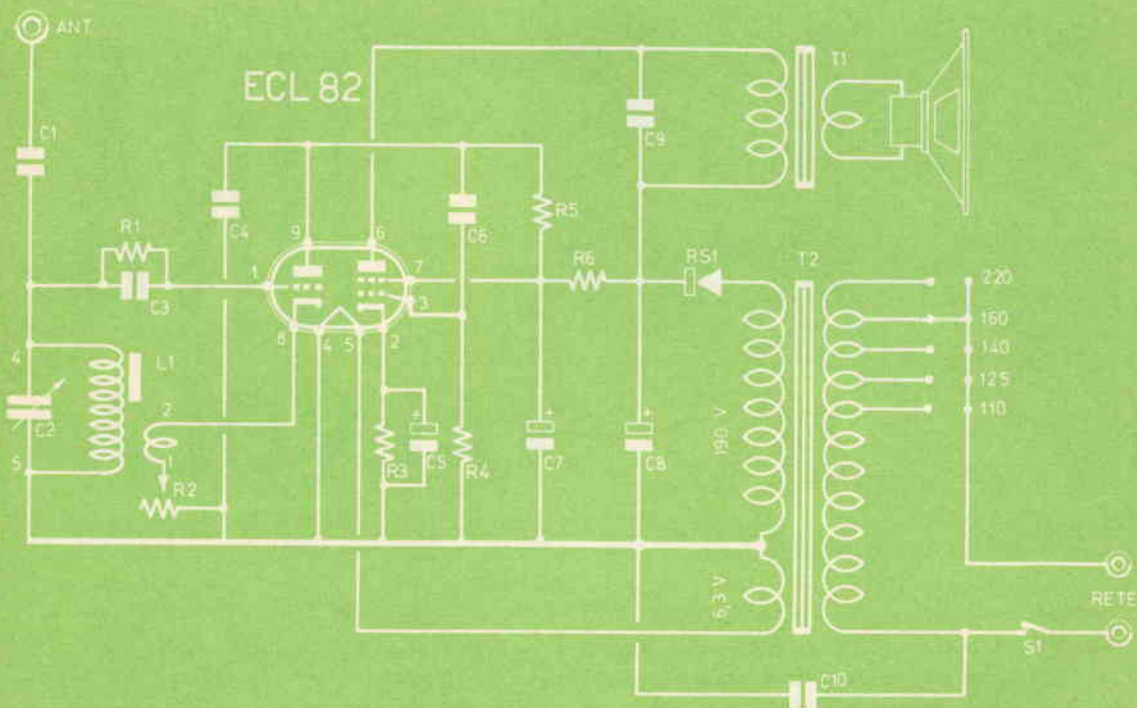 ANT.
ECL 82
T1
C1
C9
R1
C4
9
6
C6
R5
7
R6
RS1
T2
220
1
3
160
C3
140
8
4
5
2
125
4
L1
110
C2
2
190 V
+
C5
+
C7
+
C8
R3
R4
1
5
R2
6,3 V
RETE
S1
C10